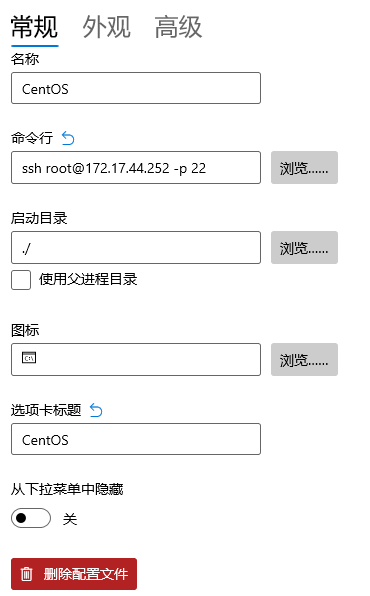 常规 外观 高级
名称
CentOS
命令行
ssh root@172.17.44.252 -p 22 浏览......
启动目录
./ 浏览......
使用父进程目录
图标
浏览......
选项卡标题
CentOS
从下拉菜单中隐藏
关
删除配置文件